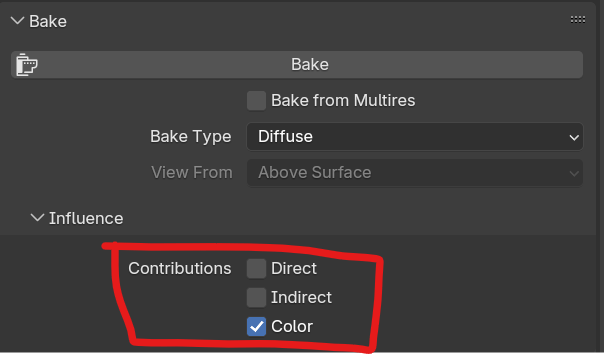 Bake
Bake
Bake from Multires
Bake Type Diffuse
View From Above Surface
Influence
Contributions Direct
Indirect
Color